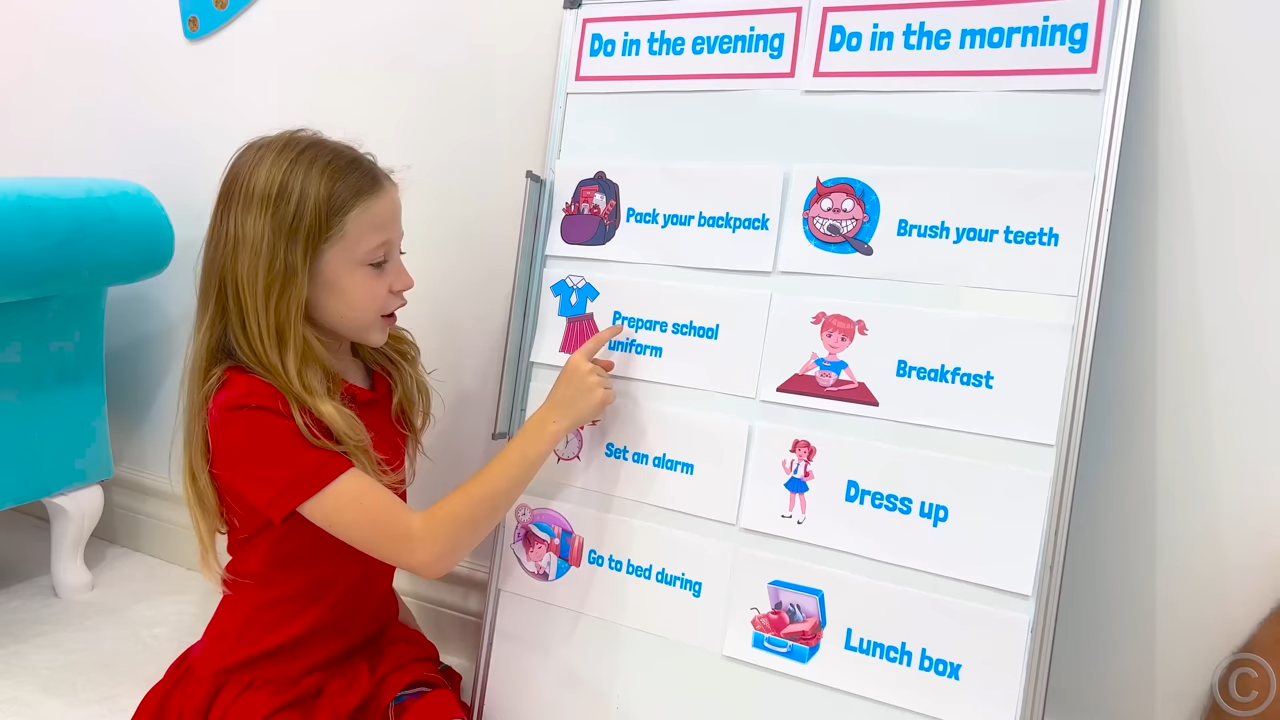 Do in the evening
Do in the morning
Pack your backpack
Brush your teeth
Prepare school
uniform
Breakfast
Set an alarm
Dress up
Go to bed during
Lunch box
©